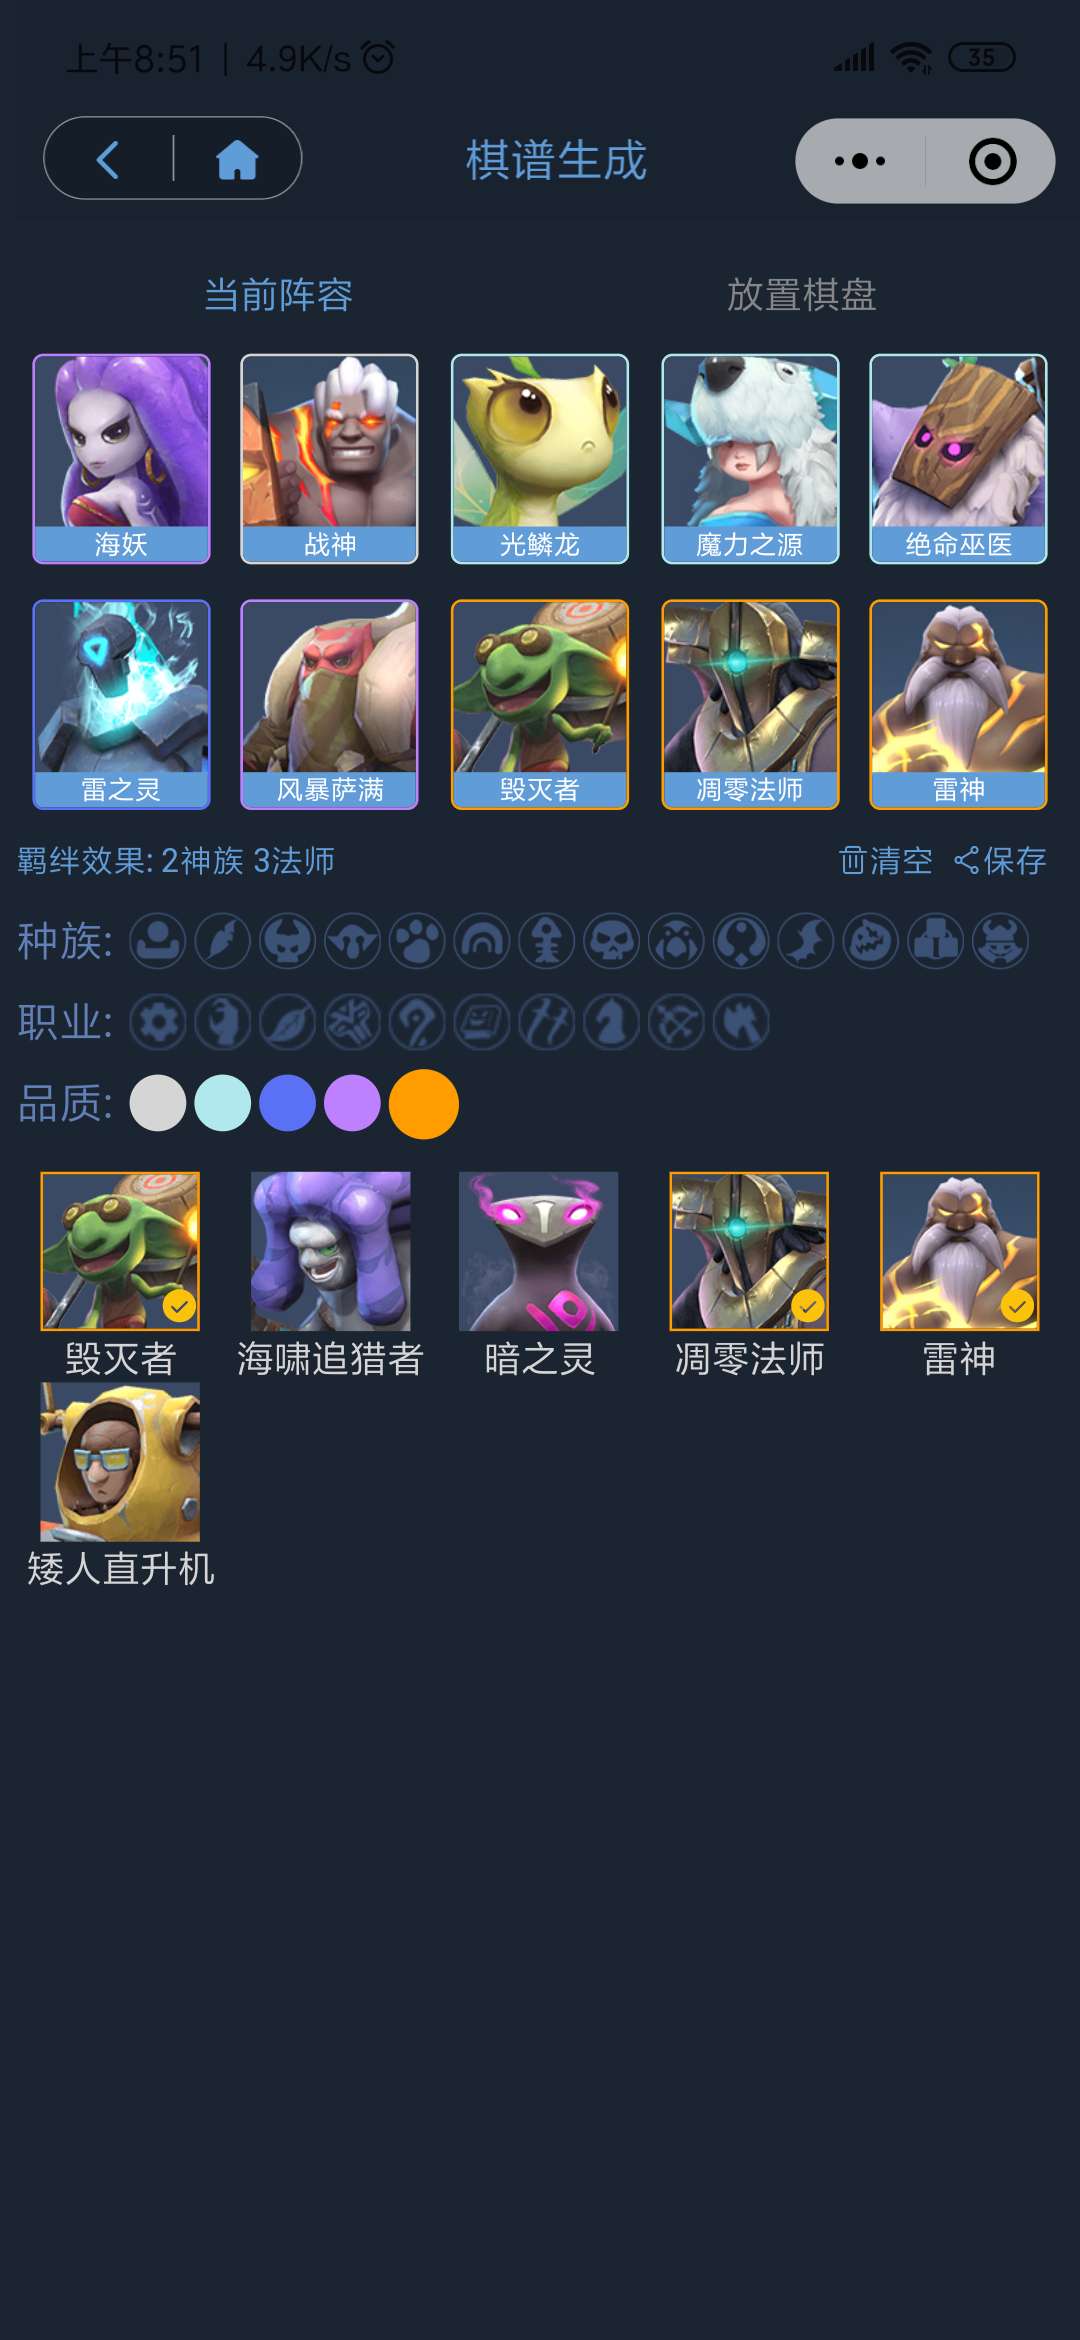 上午8:51 | 4.9K/s
35
棋谱生成
当前阵容 放置棋盘
海妖 战神 光鳞龙 魔力之源 绝命巫医
雷之灵 风暴萨满 毁灭者 凋零法师 雷神
羁绊效果: 2神族 3法师 清空 保存
种族:
职业:
品质:
毁灭者 海啸追猎者 暗之灵 凋零法师 雷神
矮人直升机